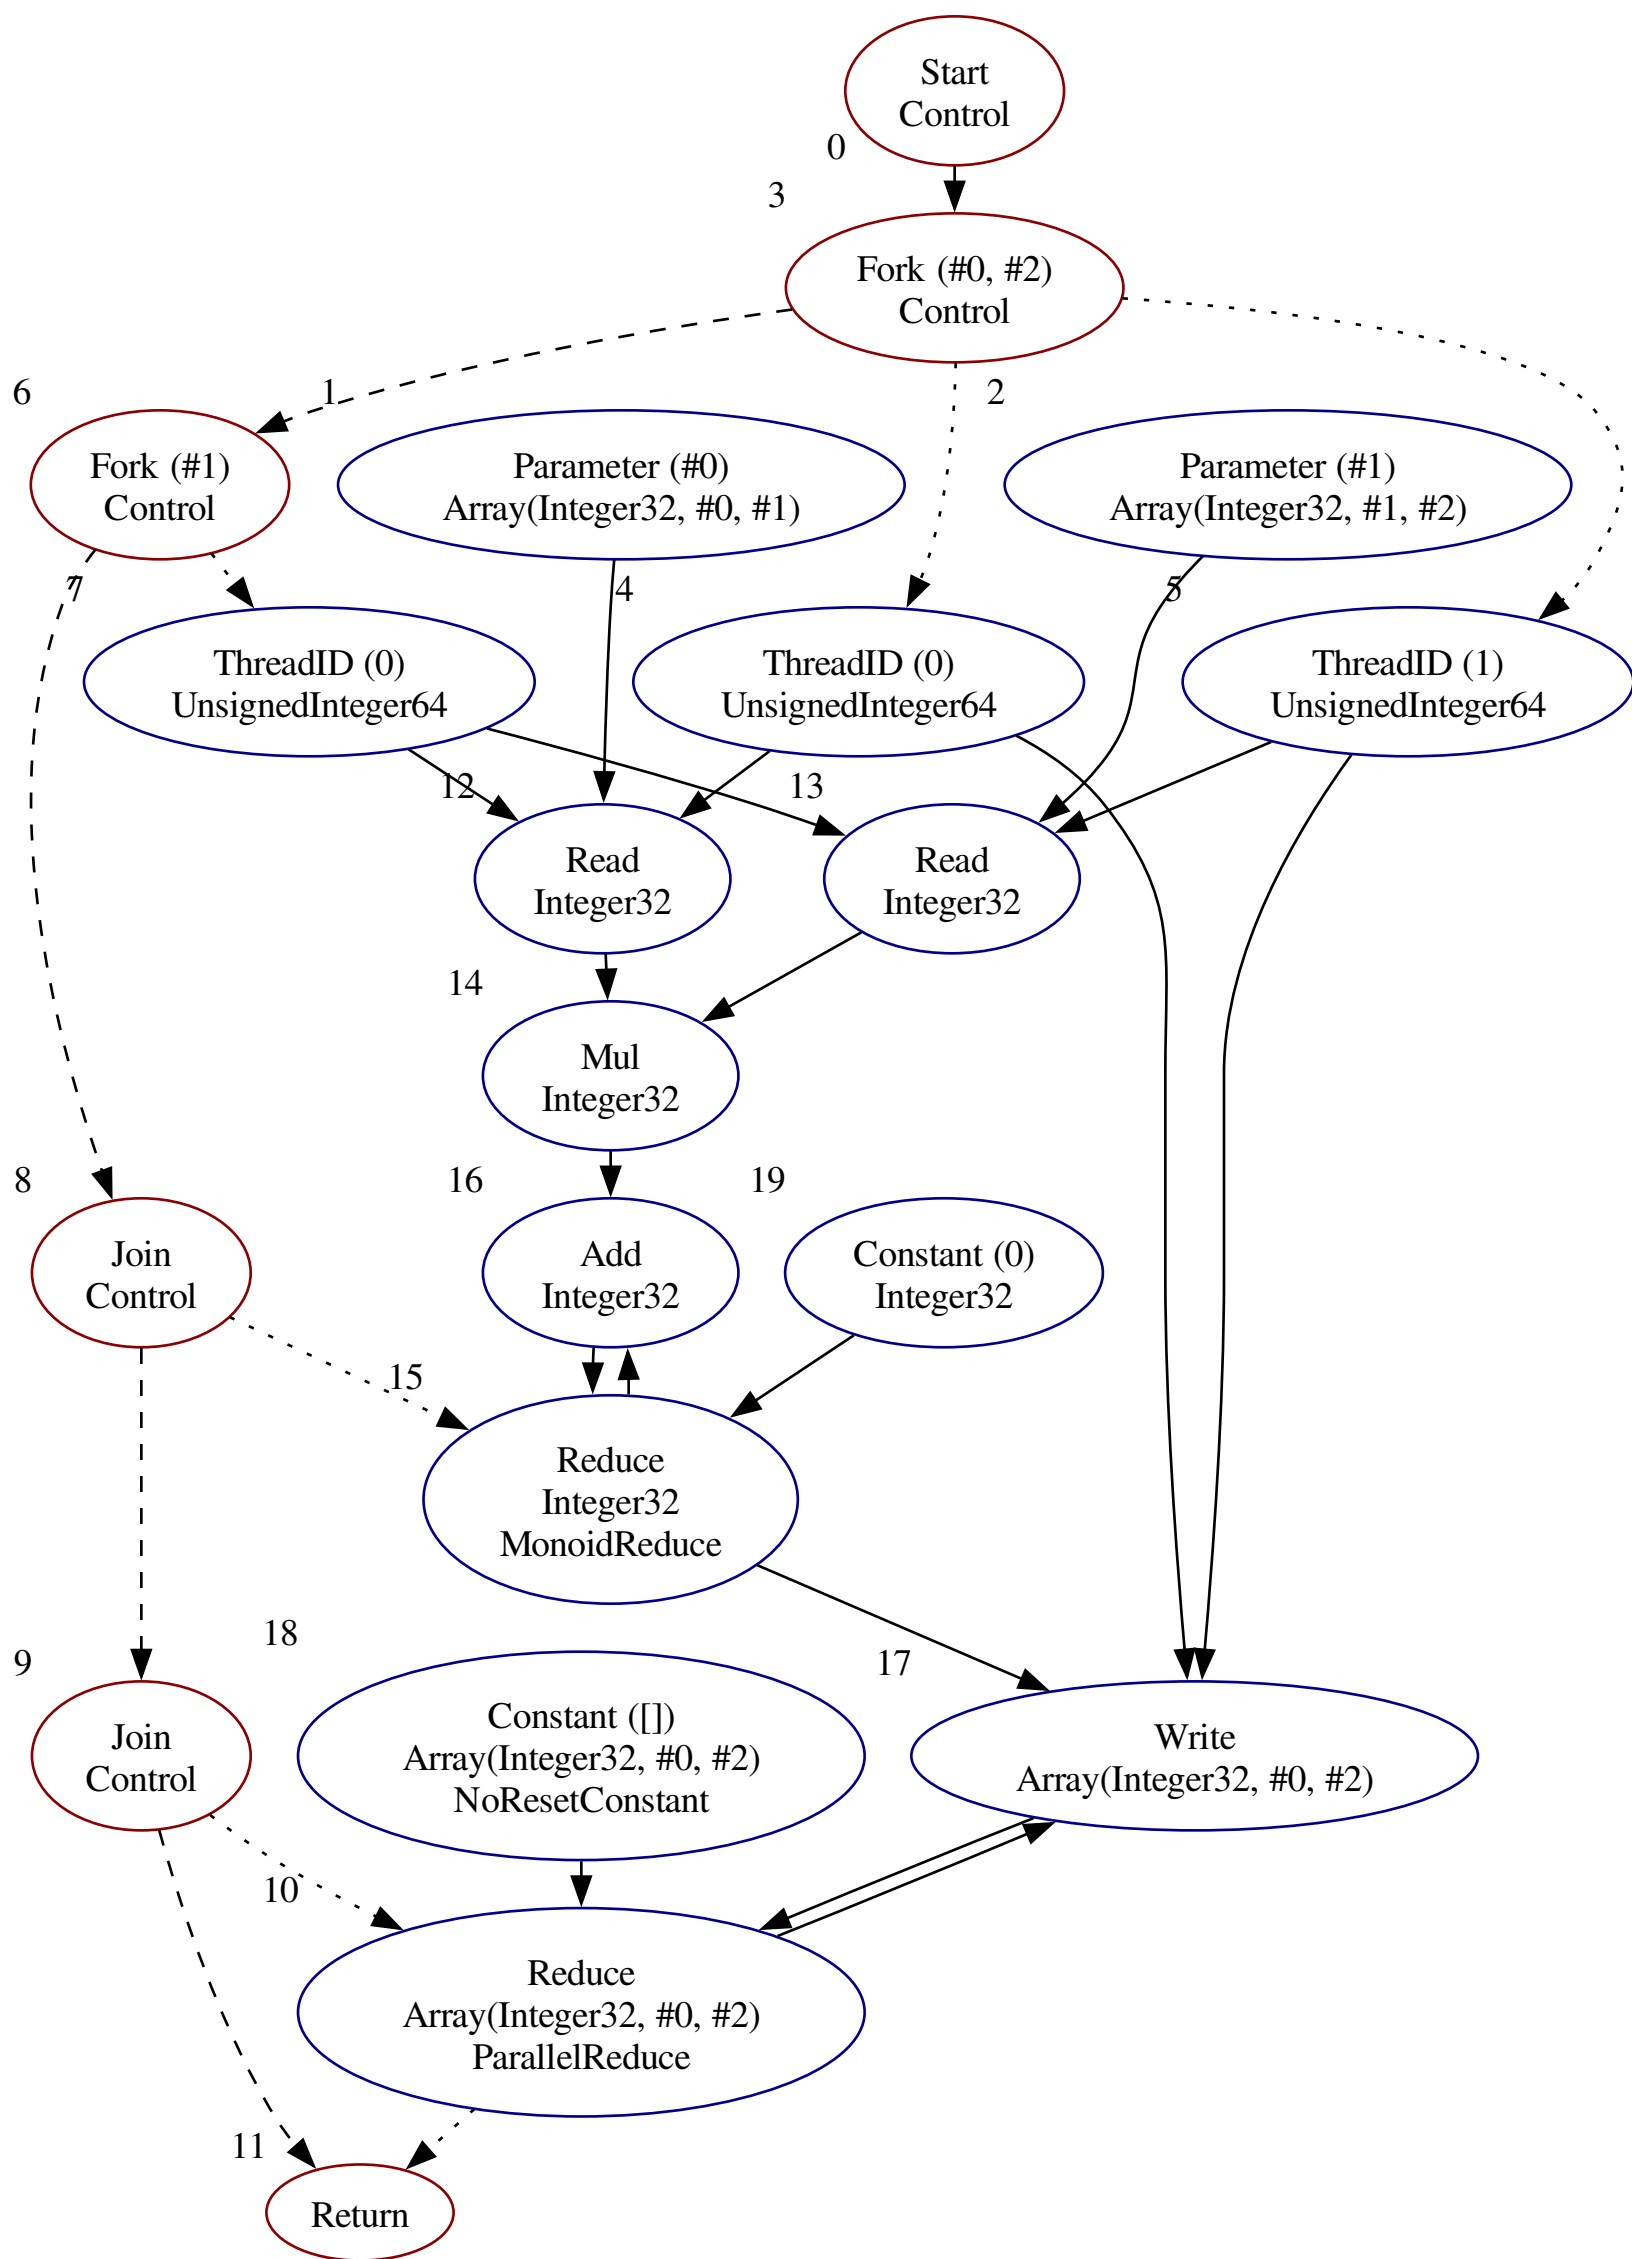 Start
Control
0
3
Fork (#0, #2)
Control
6
1
2
Fork (#1)
Control
Parameter (#0)
Array(Integer32, #0, #1)
Parameter (#1)
Array(Integer32, #1, #2)
7
4
5
ThreadID (0)
UnsignedInteger64
ThreadID (0)
UnsignedInteger64
ThreadID (1)
UnsignedInteger64
12
13
Read
Integer32
Read
Integer32
14
Mul
Integer32
8
16
19
Join
Control
Add
Integer32
Constant (0)
Integer32
15
Reduce
Integer32
MonoidReduce
18
9
17
Join
Control
Constant ([])
Array(Integer32, #0, #2)
NoResetConstant
Write
Array(Integer32, #0, #2)
10
Reduce
Array(Integer32, #0, #2)
ParallelReduce
11
Return